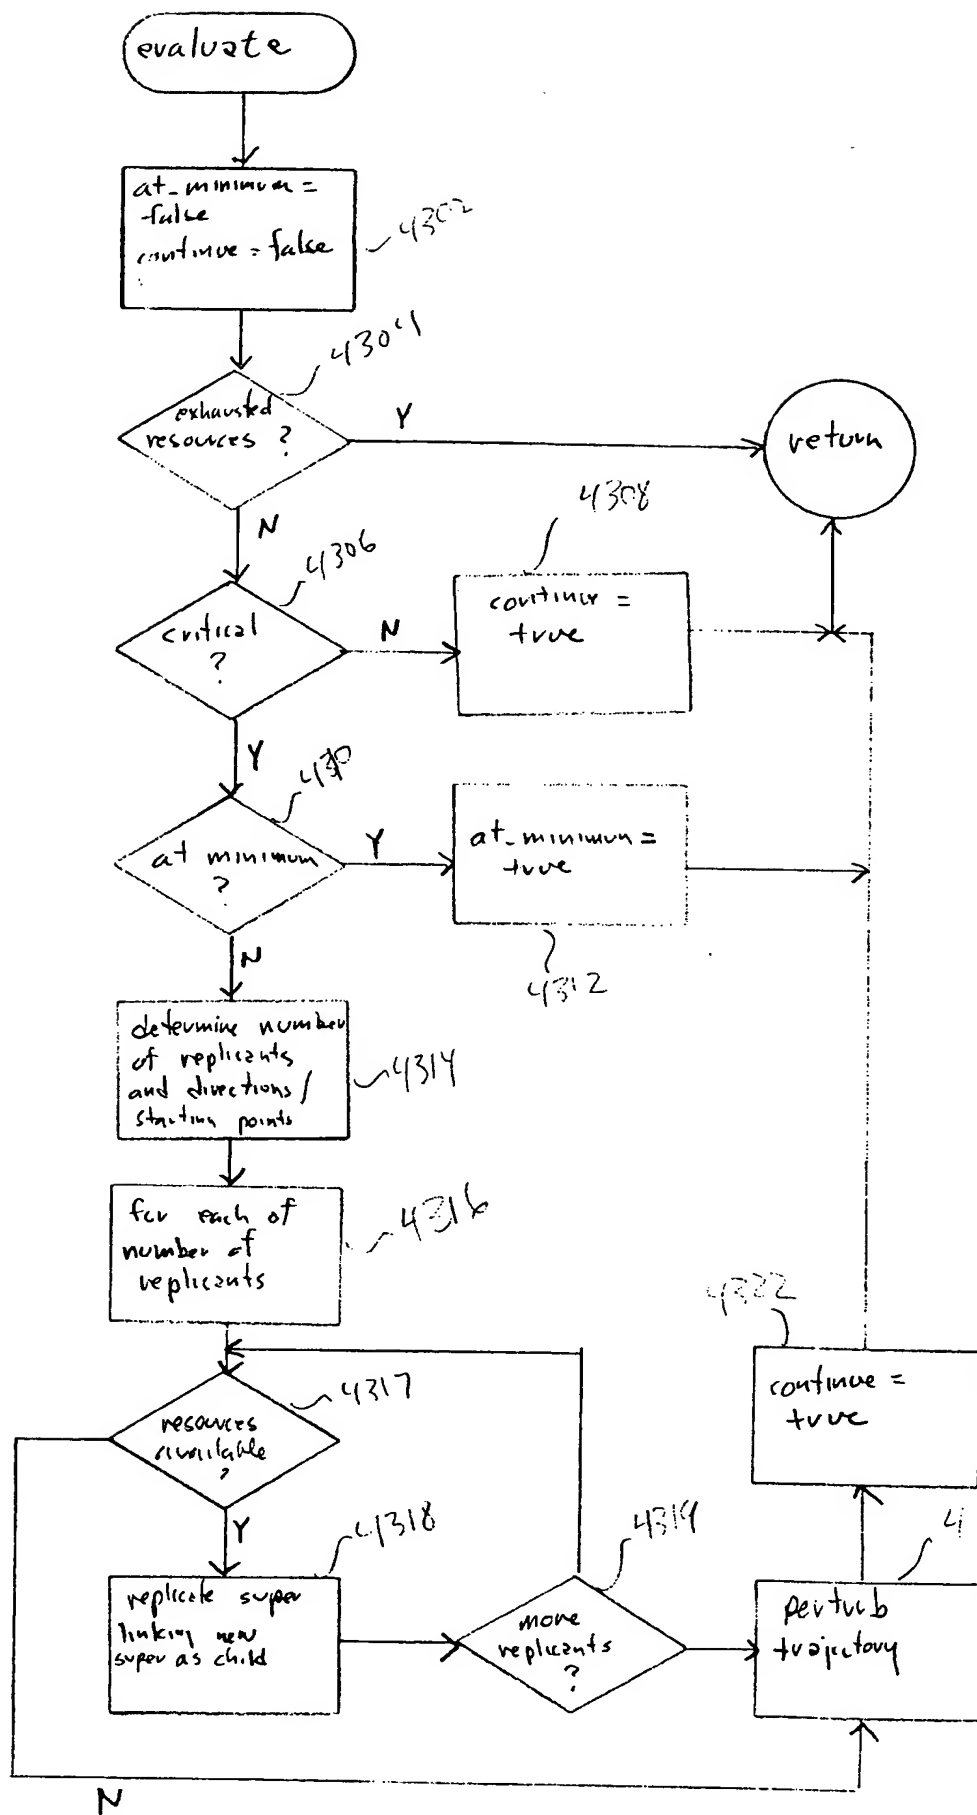 evaluate
at_minimum =
false
continue = false
4302
4304
exhausted
resources ?
Y
return
N
4306
4308
critical
?
N
continue =
true
Y
4310
at minimum
?
Y
at_minimum =
true
4312
N
determine number
of replicants
and directions/
starting points
4314
for each of
number of
replicants
4316
4317
resources
available
?
Y
4318
replicate super
linking new
super as child
4319
more
replicants
?
4322
continue =
true
4
perturb
trajectory
N